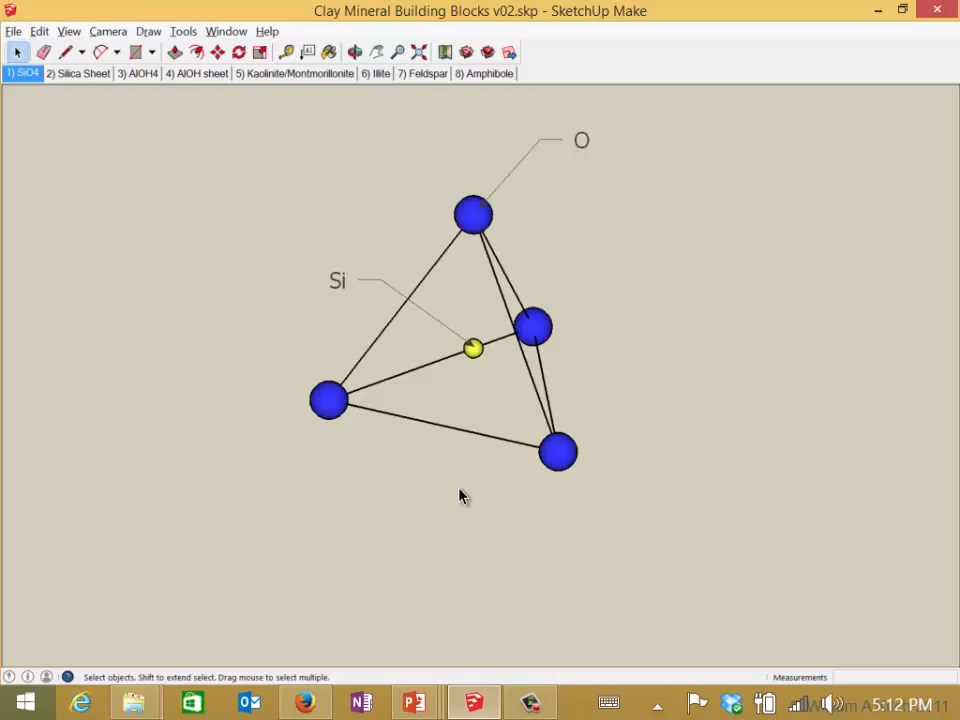 Clay Mineral Building Blocks v02.skp - SketchUp Make
File Edit View Camera Draw Tools Window Help
1) SiO4 2) Silica Sheet 3) AlOH4 4) AlOH sheet 5) Kaolinite/Montmorillonite 6) Illite 7) Feldspar 8) Amphibole
O
Si
Select objects. Shift to extend select. Drag mouse to select multiple. Measurements
5:12 PM